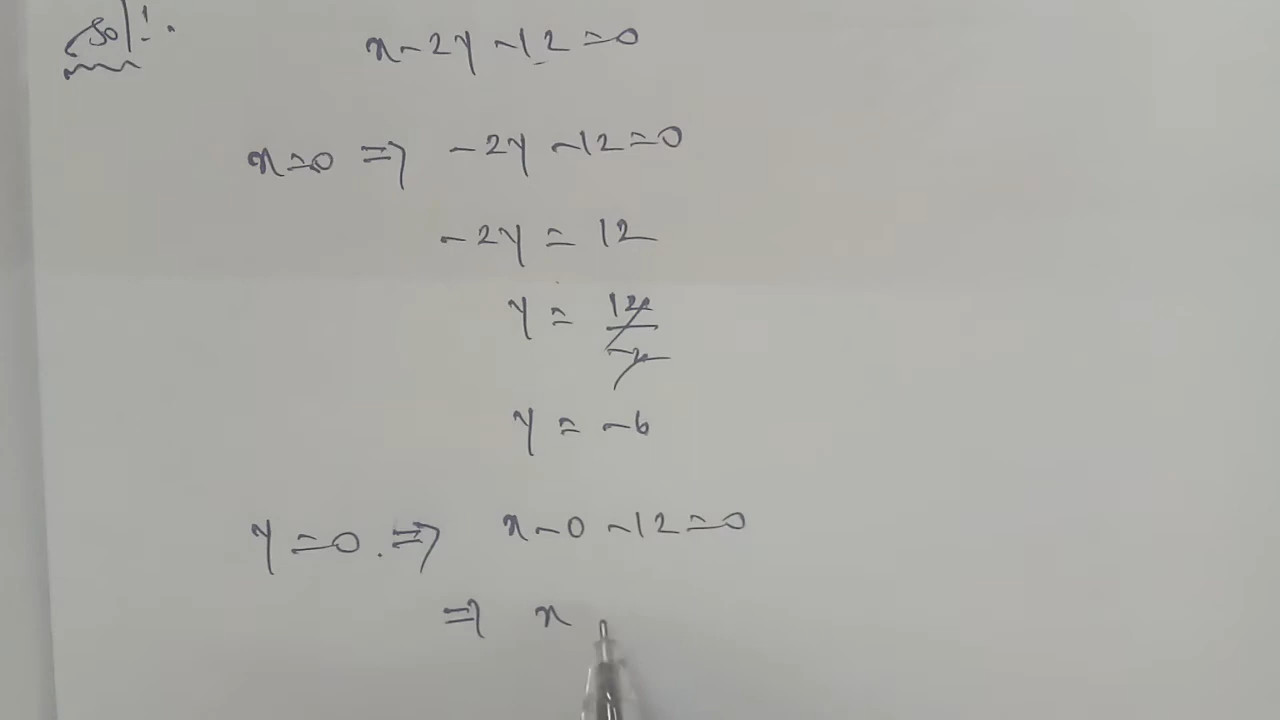 Sol:
x-2y-12=0
x=0 ⇒ -2y-12=0
-2y = 12
y = 12/-2
y = -6
y=0. ⇒ x-0-12=0
⇒ x